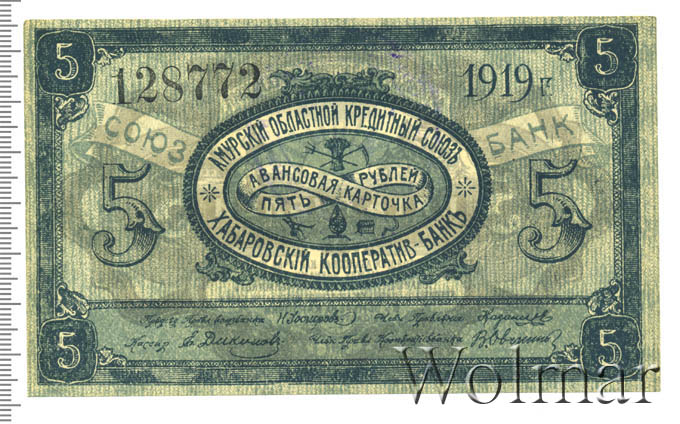 5 5
128772 1919 г.
СОЮЗ БАНК
АМУРСКІЙ ОБЛАСТНОЙ КРЕДИТНЫЙ СОЮЗЪ
АВАНСОВАЯ КАРТОЧКА
ПЯТЬ РУБЛЕЙ
5 5
ХАБАРОВСКІЙ КООПЕРАТИВ-БАНКЪ
Кассир
5 5
Wolmar